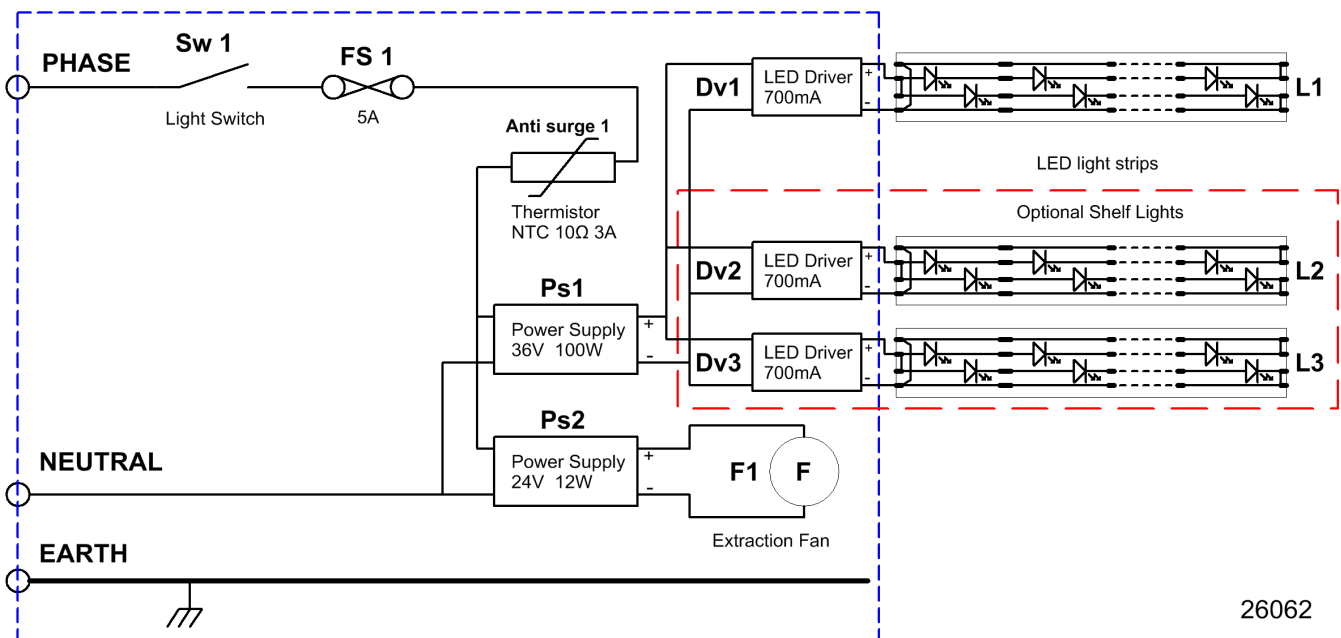 PHASE
Sw 1
Light Switch
FS 1
5A
Anti surge 1
Thermistor
NTC 10Ω 3A
Dv1
LED Driver
700mA
+
-
L1
LED light strips
Optional Shelf Lights
Dv2
LED Driver
700mA
+
-
L2
Ps1
Power Supply
36V 100W
+
-
Dv3
LED Driver
700mA
+
-
L3
Ps2
Power Supply
24V 12W
+
-
F1
F
Extraction Fan
NEUTRAL
EARTH
26062